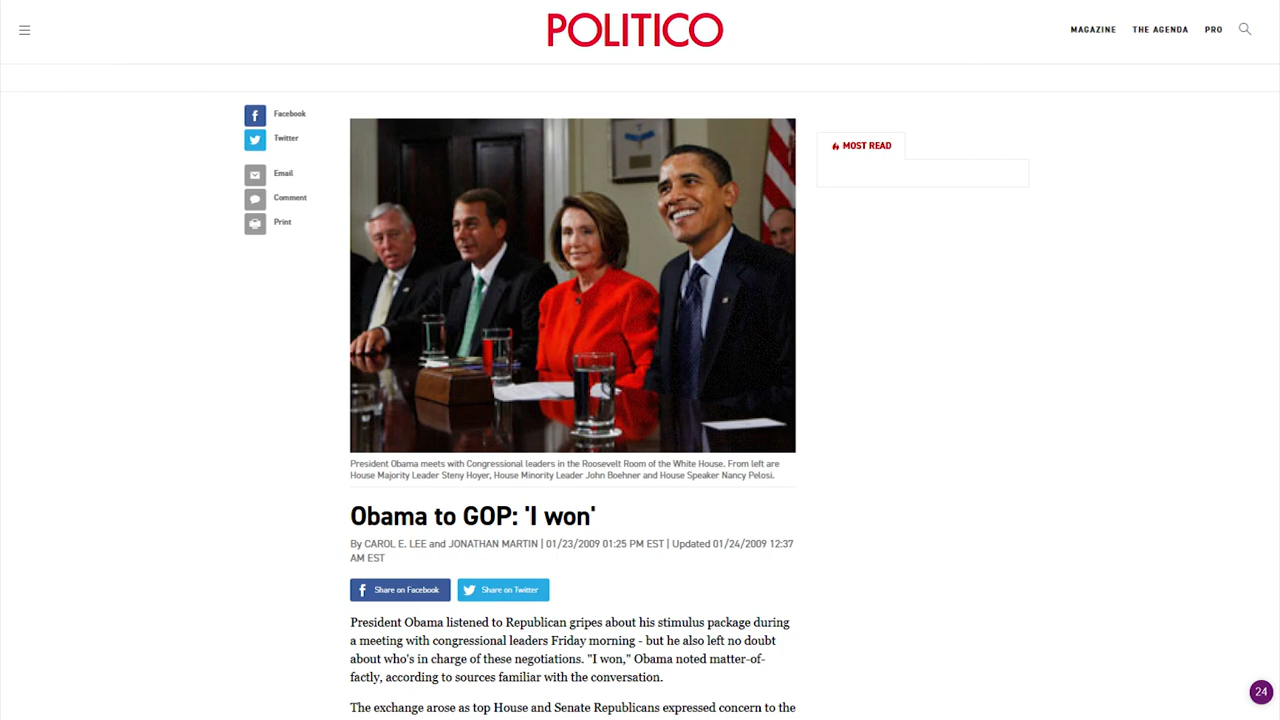 POLITICO
MAGAZINE THE AGENDA PRO
Facebook
Twitter
Email
Comment
Print
MOST READ
President Obama meets with Congressional leaders in the Roosevelt Room of the White House. From left are
House Majority Leader Steny Hoyer, House Minority Leader John Boehner and House Speaker Nancy Pelosi.
Obama to GOP: 'I won'
By CAROL E. LEE and JONATHAN MARTIN | 01/23/2009 01:25 PM EST | Updated 01/24/2009 12:37
AM EST
Share on Facebook Share on Twitter
President Obama listened to Republican gripes about his stimulus package during
a meeting with congressional leaders Friday morning - but he also left no doubt
about who's in charge of these negotiations. "I won," Obama noted matter-of-
factly, according to sources familiar with the conversation.
The exchange arose as top House and Senate Republicans expressed concern to the
24